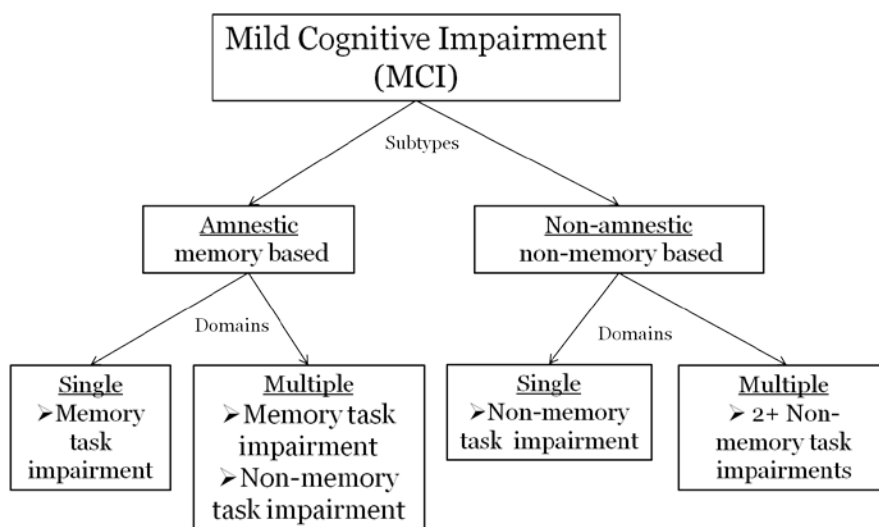 Mild Cognitive Impairment
(MCI)
Subtypes
Amnestic
memory based
Non-amnestic
non-memory based
Domains
Domains
Single
➢Memory
task
impairment
Multiple
➢Memory task
impairment
➢Non-memory
task impairment
Single
➢Non-memory
task impairment
Multiple
➢ 2+ Non-
memory task
impairments